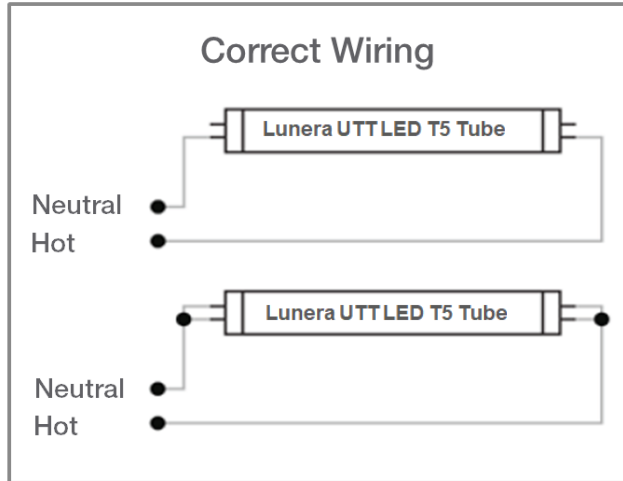 Correct Wiring
Lunera UTT LED T5 Tube
Neutral
Hot
Lunera UTT LED T5 Tube
Neutral
Hot